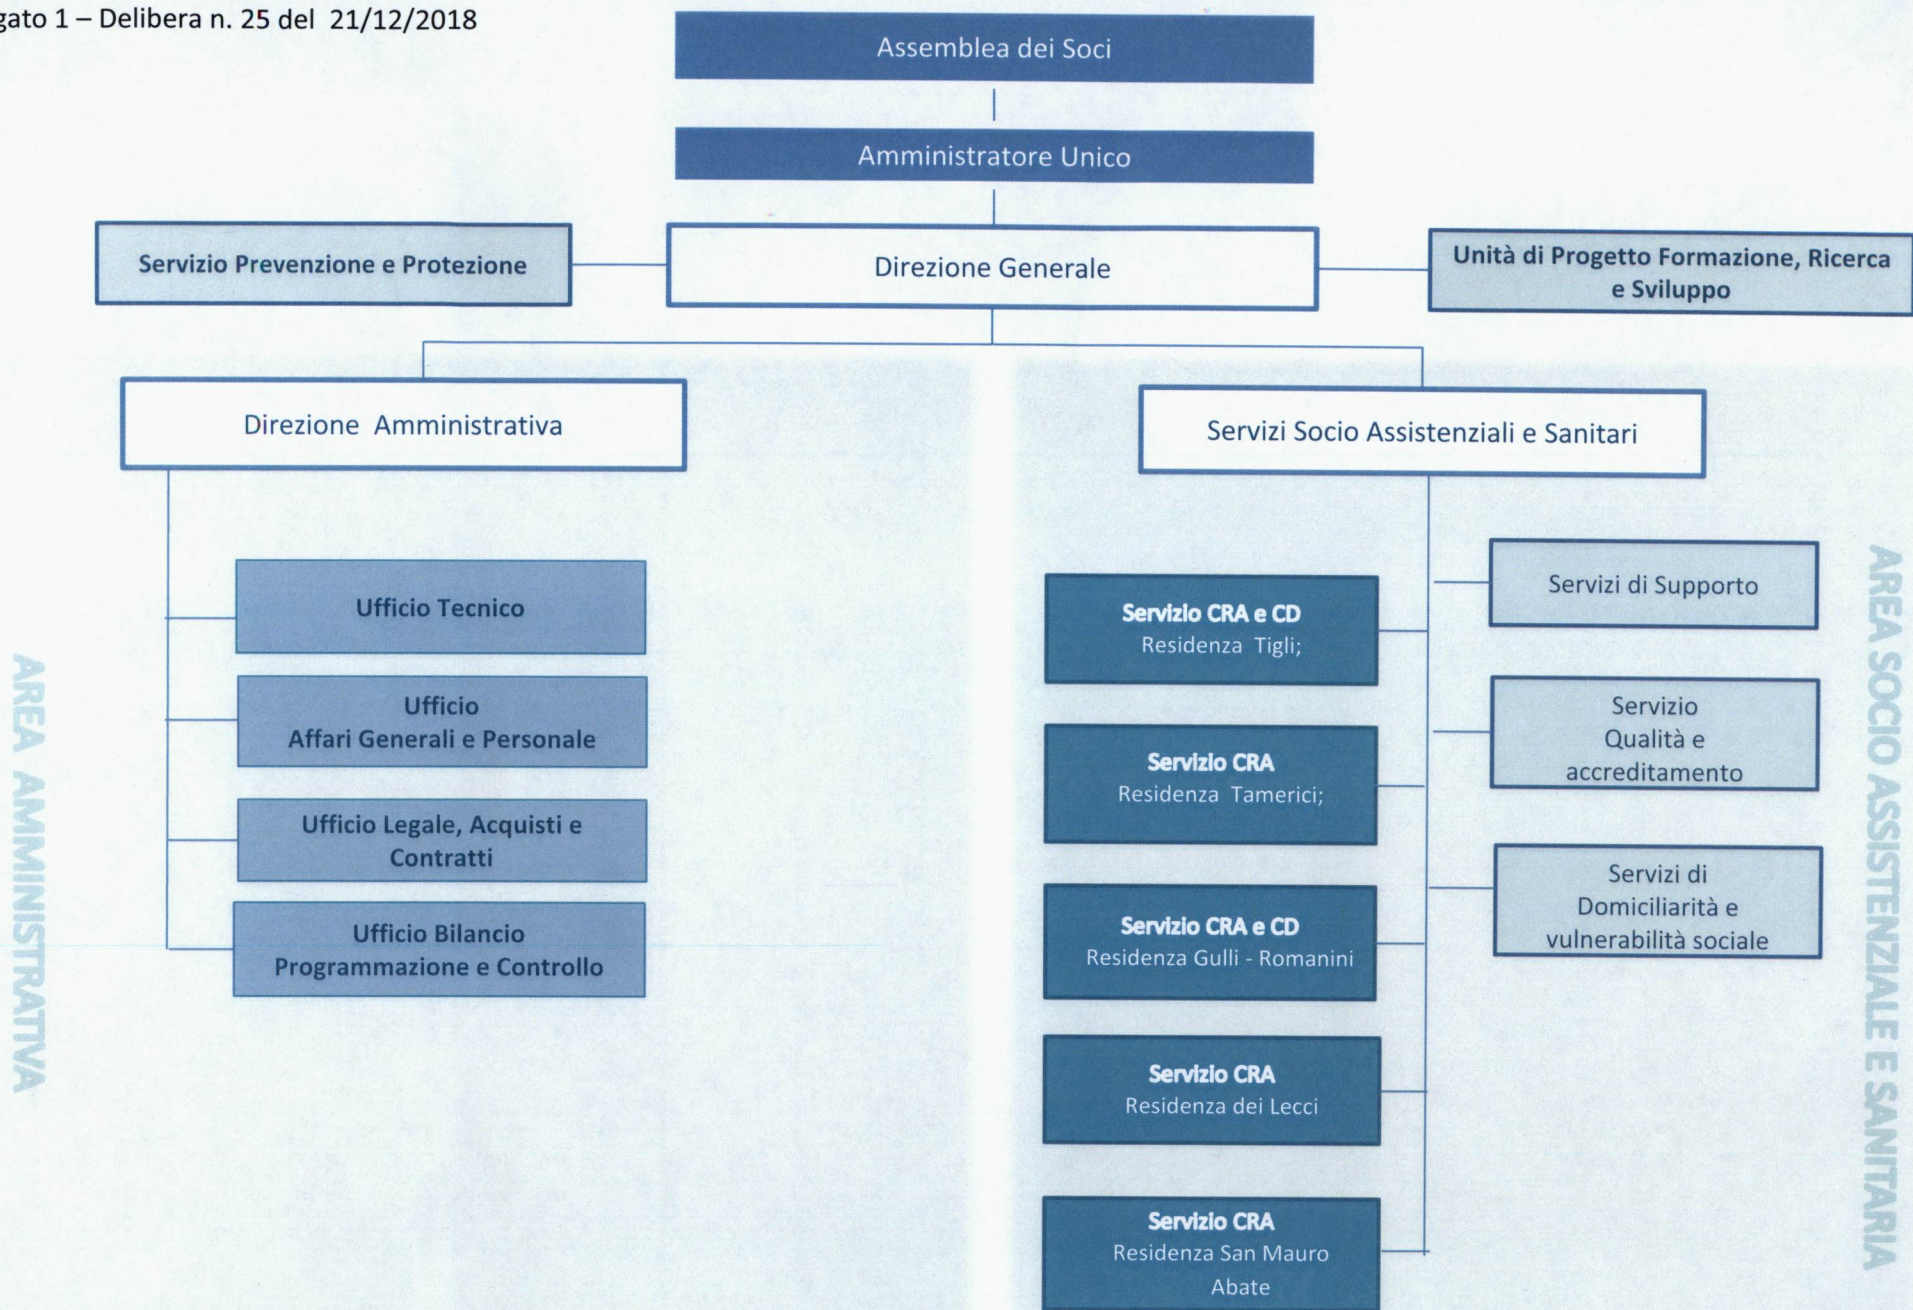 gato 1 – Delibera n. 25 del 21/12/2018
Assemblea dei Soci
Amministratore Unico
Servizio Prevenzione e Protezione
Direzione Generale
Unità di Progetto Formazione, Ricerca
e Sviluppo
Direzione Amministrativa
Servizi Socio Assistenziali e Sanitari
AREA AMMINISTRATIVA
Ufficio Tecnico
Ufficio
Affari Generali e Personale
Ufficio Legale, Acquisti e
Contratti
Ufficio Bilancio
Programmazione e Controllo
Servizio CRA e CD
Residenza Tigli;
Servizio CRA
Residenza Tamerici;
Servizio CRA e CD
Residenza Gulli - Romanini
Servizio CRA
Residenza dei Lecci
Servizio CRA
Residenza San Mauro
Abate
Servizi di Supporto
Servizio
Qualità e
accreditamento
Servizi di
Domiciliarità e
vulnerabilità sociale
AREA SOCIO ASSISTENZIALE E SANITARIA